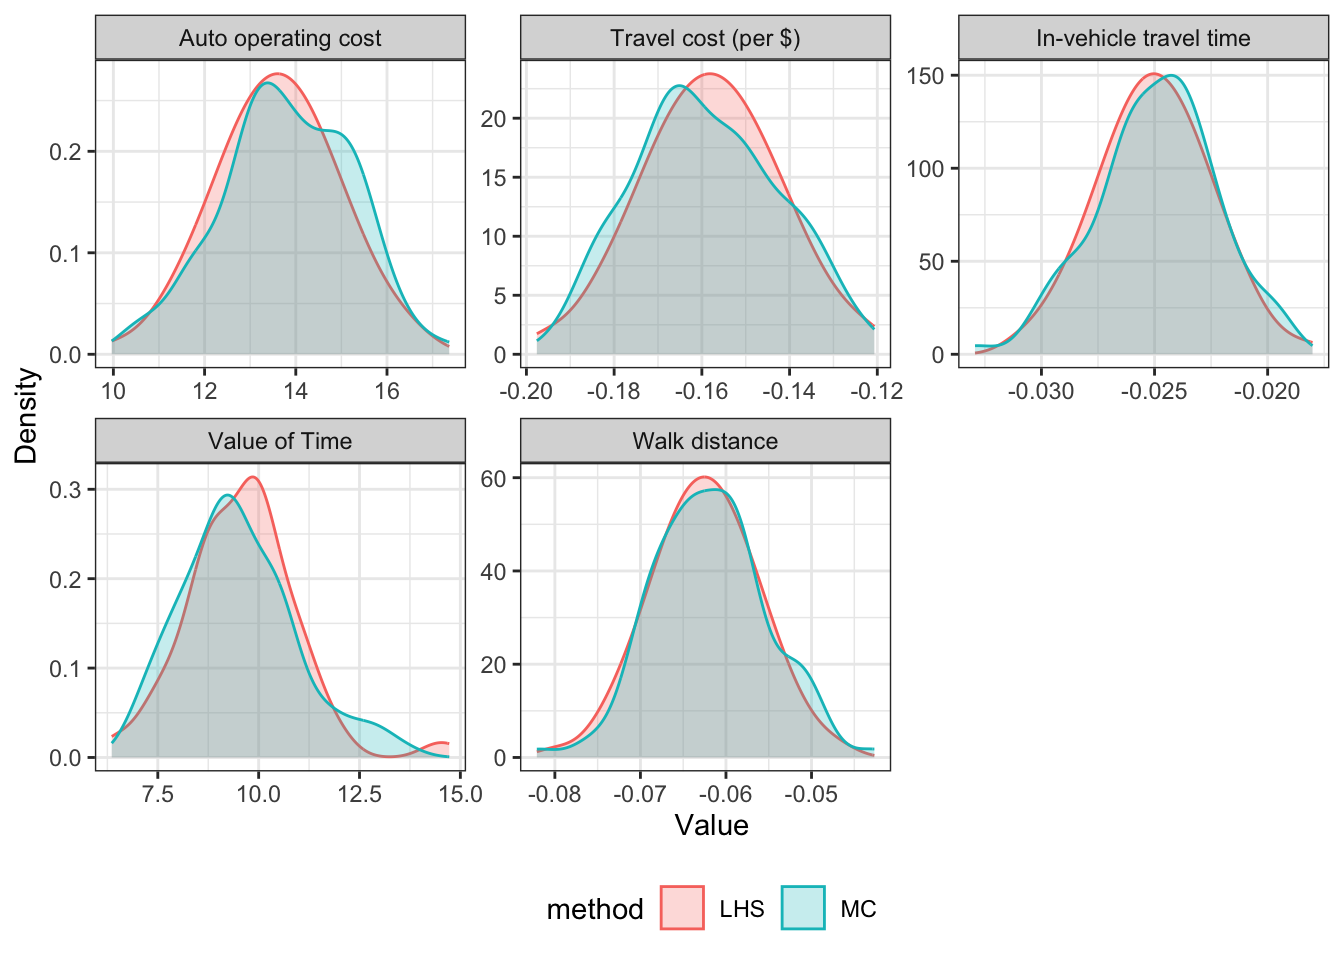 Auto operating cost
Travel cost (per $)
In-vehicle travel time
0.0
0.1
0.2
10 12 14 16
0
5
10
15
20
-0.20 -0.18 -0.16 -0.14 -0.12
0
50
100
150
-0.030 -0.025 -0.020
Density
Value of Time
Walk distance
0.0
0.1
0.2
0.3
7.5 10.0 12.5 15.0
0
20
40
60
-0.08 -0.07 -0.06 -0.05
Value
method LHS MC